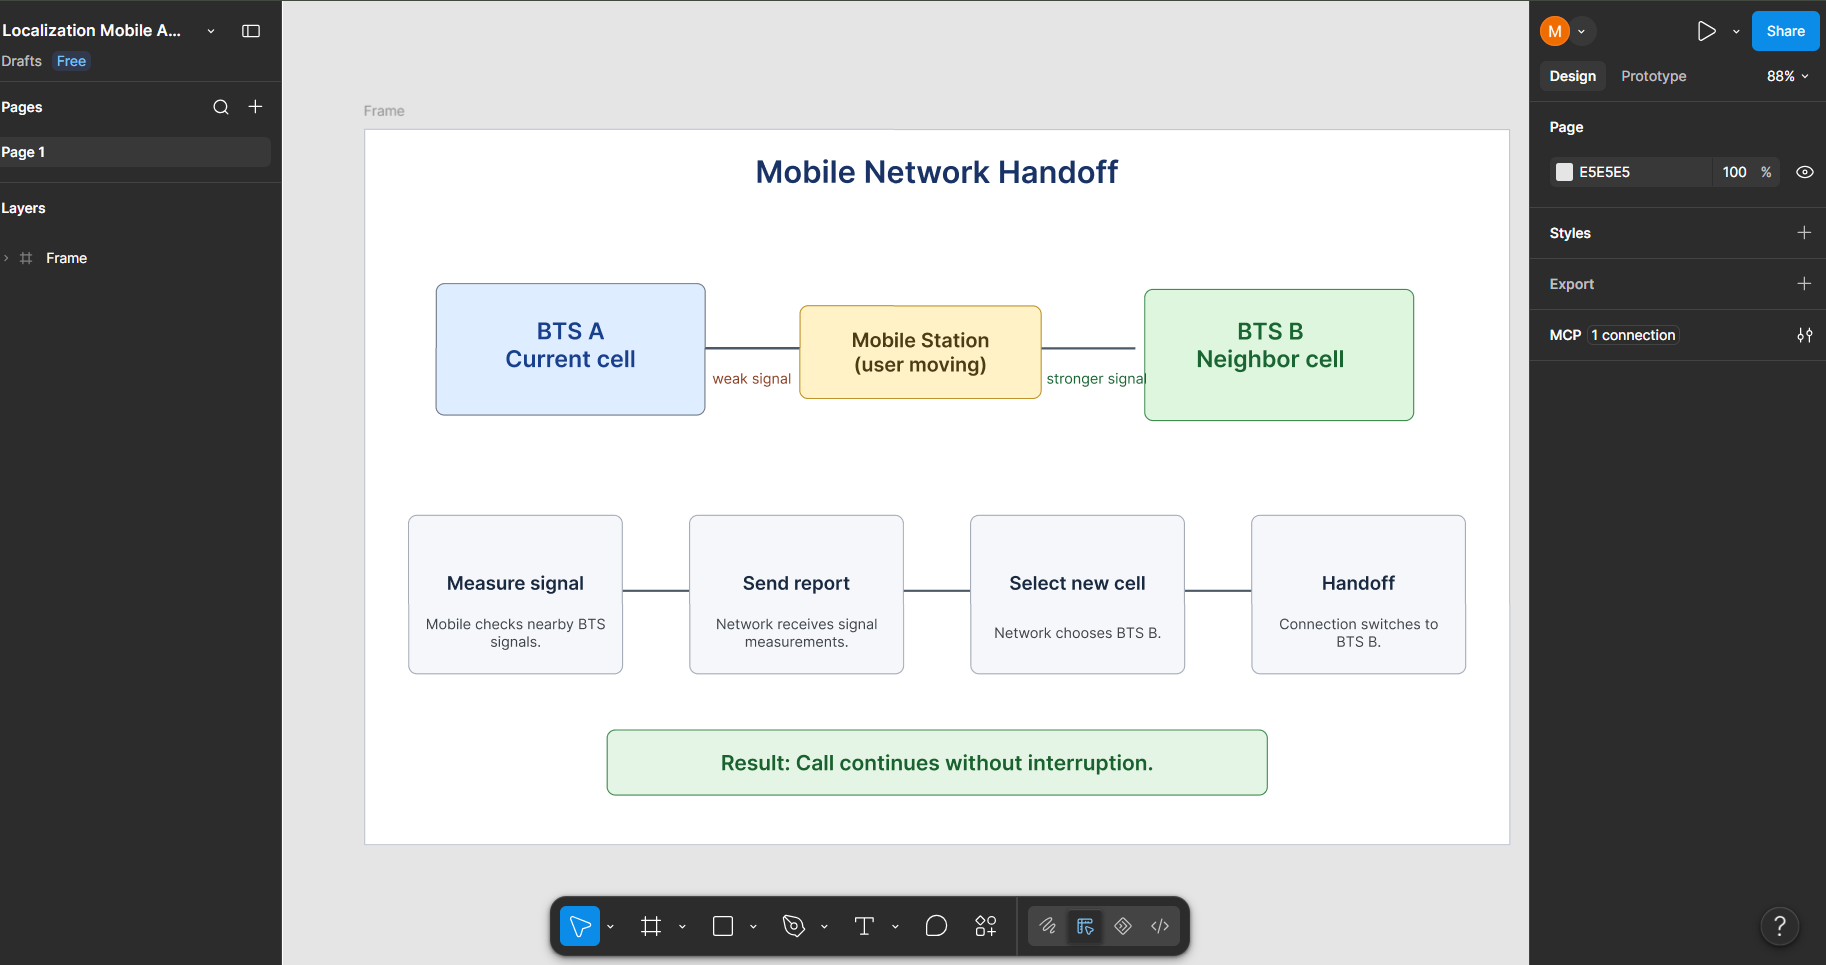 Localization Mobile A...
Drafts Free
Pages
Page 1
Layers
Frame
Frame
Mobile Network Handoff
BTS A
Current cell
weak signal
Mobile Station
(user moving)
stronger signal
BTS B
Neighbor cell
Measure signal
Mobile checks nearby BTS
signals.
Send report
Network receives signal
measurements.
Select new cell
Network chooses BTS B.
Handoff
Connection switches to
BTS B.
Result: Call continues without interruption.
M
Share
Design Prototype 88%
Page
E5E5E5 100 %
Styles
Export
MCP 1 connection
?